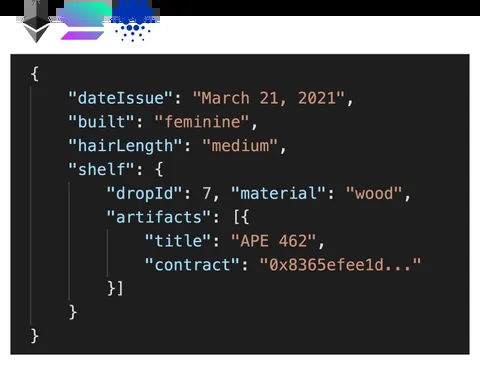 {
"dateIssue": "March 21, 2021",
"built": "feminine",
"hairLength": "medium",
"shelf": {
"dropId": 7, "material": "wood",
"artifacts": [{
"title": "APE 462",
"contract": "0x8365efee1d..."
}]
}
}